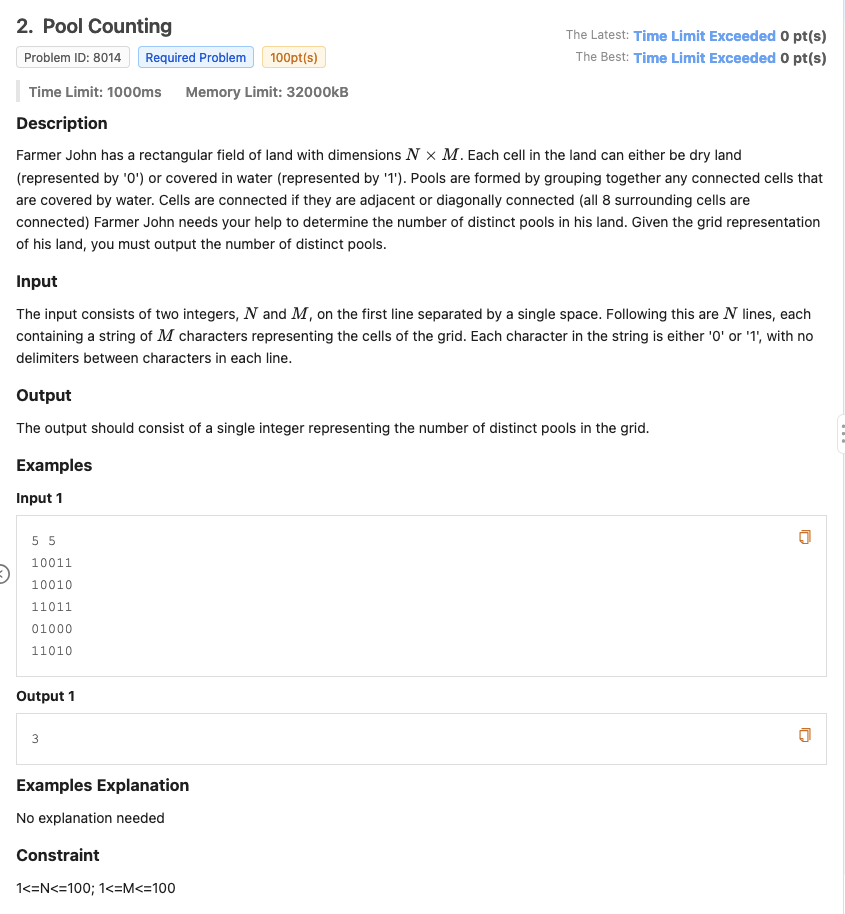 2. Pool Counting
The Latest: Time Limit Exceeded 0 pt(s)
Problem ID: 8014 Required Problem 100pt(s)
The Best: Time Limit Exceeded 0 pt(s)
Time Limit: 1000ms Memory Limit: 32000kB
Description
Farmer John has a rectangular field of land with dimensions N × M. Each cell in the land can either be dry land
(represented by '0') or covered in water (represented by '1'). Pools are formed by grouping together any connected cells that
are covered by water. Cells are connected if they are adjacent or diagonally connected (all 8 surrounding cells are
connected) Farmer John needs your help to determine the number of distinct pools in his land. Given the grid representation
of his land, you must output the number of distinct pools.
Input
The input consists of two integers, N and M, on the first line separated by a single space. Following this are N lines, each
containing a string of M characters representing the cells of the grid. Each character in the string is either '0' or '1', with no
delimiters between characters in each line.
Output
The output should consist of a single integer representing the number of distinct pools in the grid.
Examples
Input 1
5 5
10011
10010
11011
01000
11010
Output 1
3
Examples Explanation
No explanation needed
Constraint
1<=N<=100; 1<=M<=100